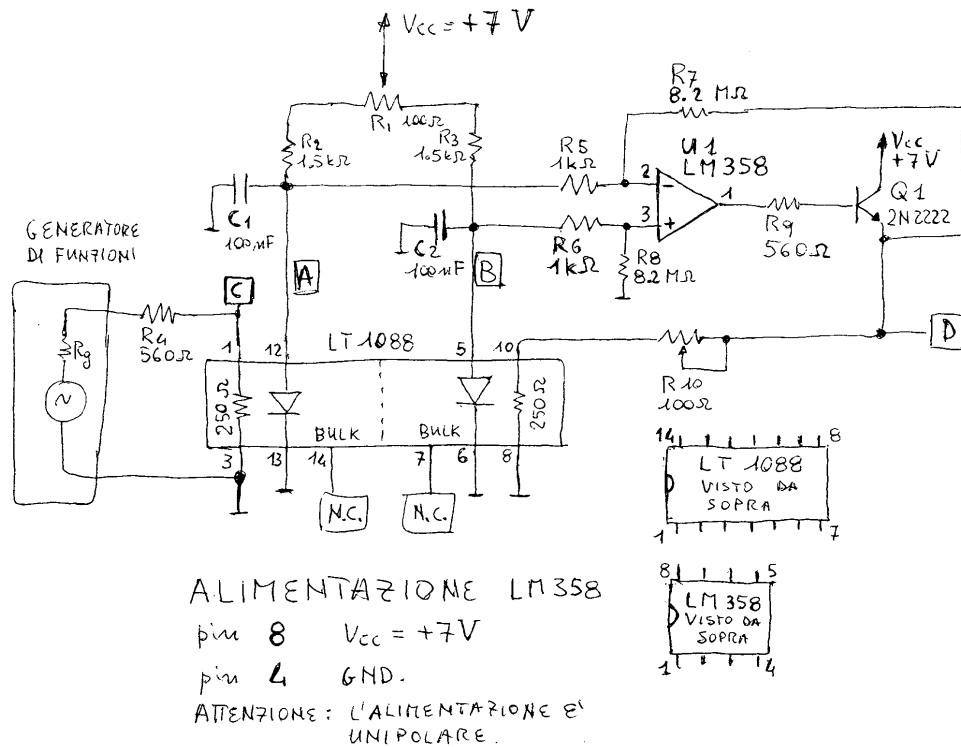 Vcc = +7 V
R1 100Ω
R2
1.5kΩ
R3
1.5kΩ
R7
8.2 MΩ
R5
1kΩ
U1
LM358
Vcc
+7V
Q1
2N2222
2
3
1
R9
560Ω
C1
100nF
C2
100nF
R6
1kΩ
R8
8.2MΩ
GENERATORE
DI FUNZIONI
C
A
B
D
Rg
R4
560Ω
1
12
LT 1088
5
10
R10
100Ω
250Ω
250Ω
BULK
BULK
3
13
14
7
6
8
N.C.
N.C.
14
8
LT 1088
VISTO DA
SOPRA
1
7
8
5
LM 358
VISTO DA
SOPRA
1
4
ALIMENTAZIONE LM358
pin 8 Vcc = +7V
pin 4 GND.
ATTENZIONE: L'ALIMENTAZIONE E'
UNIPOLARE.